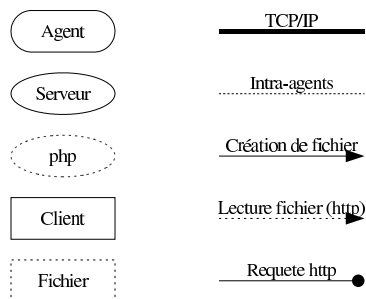 Agent
TCP/IP
Serveur
Intra-agents
php
Création de fichier
Client
Lecture fichier (http)
Fichier
Requete http